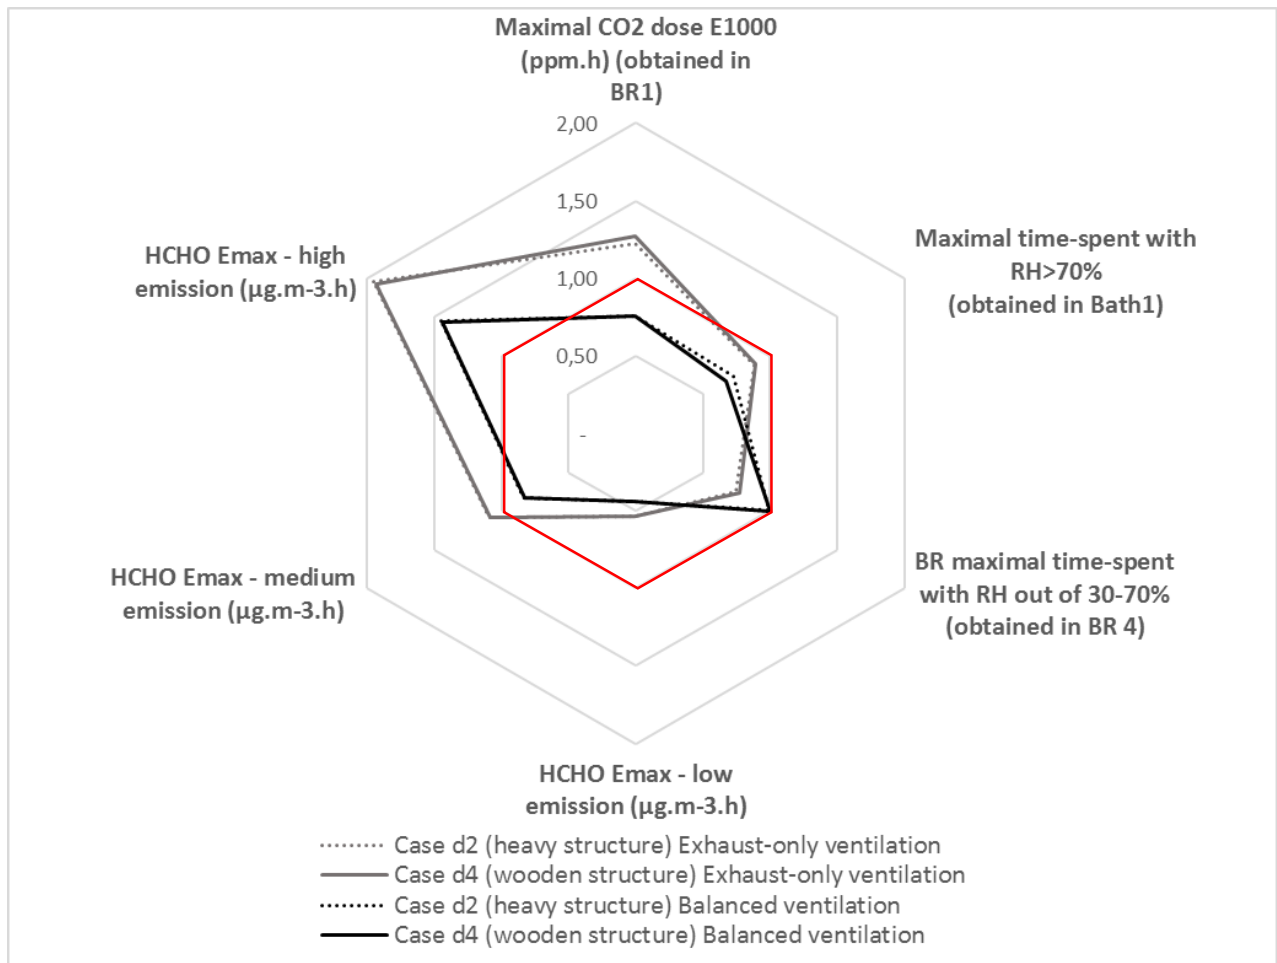 Maximal CO2 dose E1000
(ppm.h) (obtained in
BR1)
2,00
1,50
1,00
0,50
-
Maximal time-spent with
RH>70%
(obtained in Bath1)
BR maximal time-spent
with RH out of 30-70%
(obtained in BR 4)
HCHO Emax - low
emission (µg.m-3.h)
HCHO Emax - medium
emission (µg.m-3.h)
HCHO Emax - high
emission (µg.m-3.h)
Case d2 (heavy structure) Exhaust-only ventilation
Case d4 (wooden structure) Exhaust-only ventilation
Case d2 (heavy structure) Balanced ventilation
Case d4 (wooden structure) Balanced ventilation